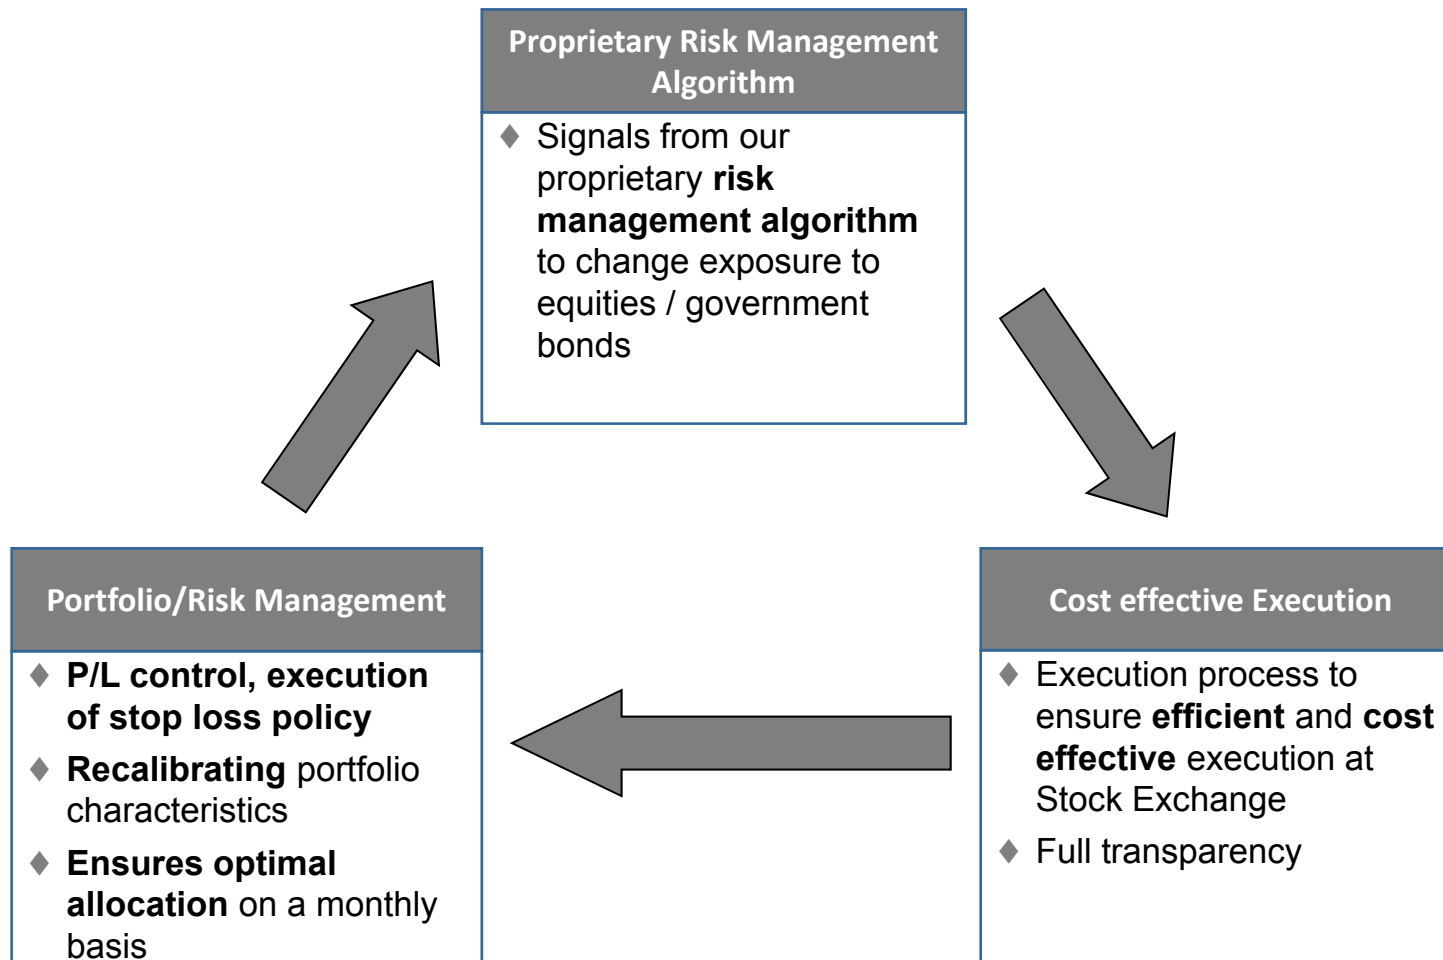 Proprietary Risk Management
Algorithm
♦ Signals from our
proprietary risk
management algorithm
to change exposure to
equities / government
bonds
Portfolio/Risk Management
♦ P/L control, execution
of stop loss policy
♦ Recalibrating portfolio
characteristics
♦ Ensures optimal
allocation on a monthly
basis
Cost effective Execution
♦ Execution process to
ensure efficient and cost
effective execution at
Stock Exchange
♦ Full transparency